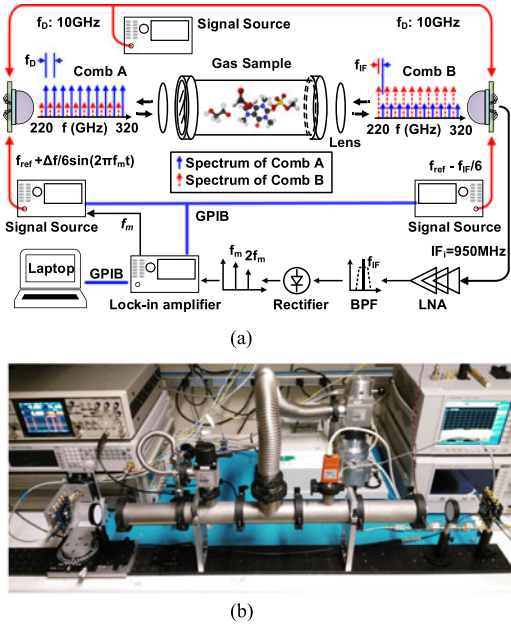 f_D: 10GHz
Signal Source
f_D: 10GHz
f_D
Comb A
Gas Sample
f_IF
Comb B
220 f (GHz) 320
Lens
220 f (GHz) 320
Spectrum of Comb A
Spectrum of Comb B
f_ref +Δf/6sin(2πf_mt)
f_ref - f_IF/6
Signal Source
f_m
GPIB
Signal Source
IF_i=950MHz
Laptop
GPIB
f_m 2f_m
f_IF
Lock-in amplifier
Rectifier
BPF
LNA
(a)
(b)